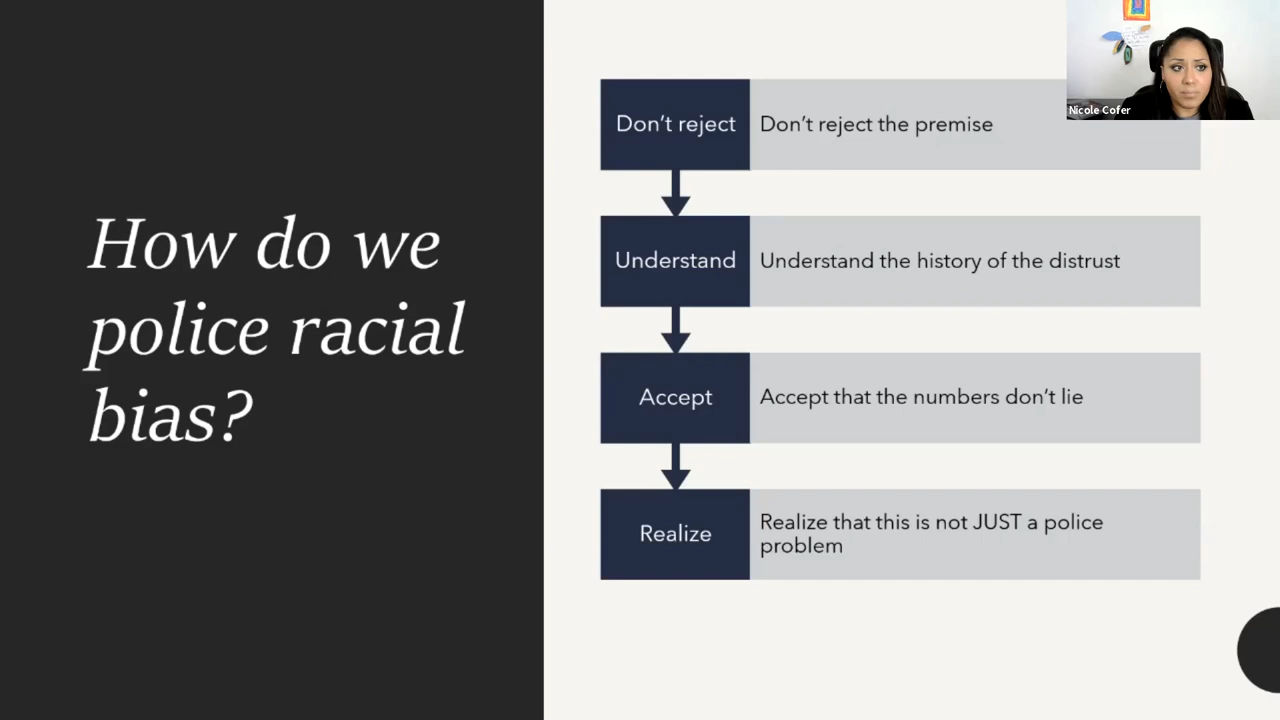 How do we
police racial
bias?
Don't reject
Don't reject the premise
Understand
Understand the history of the distrust
Accept
Accept that the numbers don't lie
Realize
Realize that this is not JUST a police
problem
Nicole Cofer